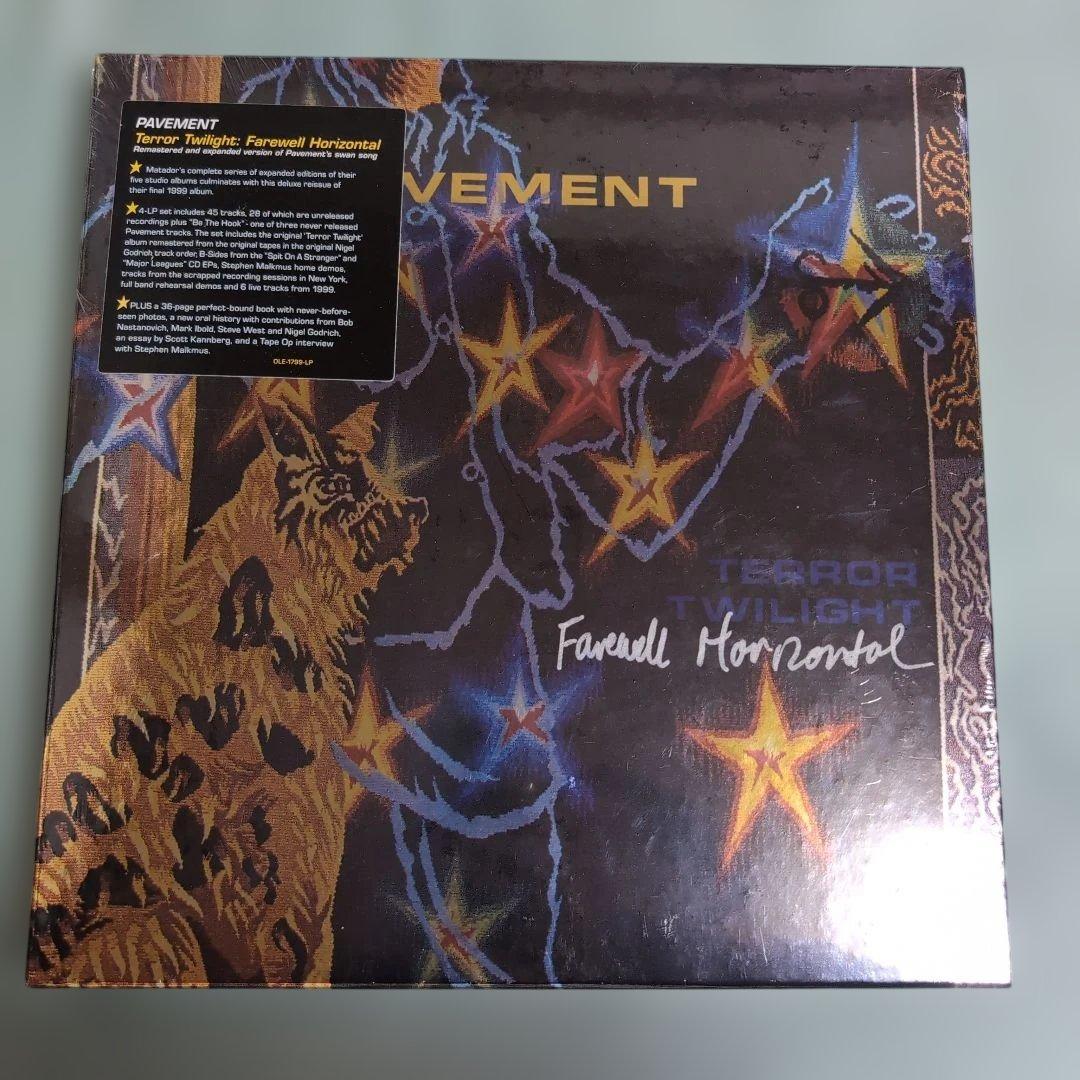 PAVEMENT
Terror Twilight: Farewell Horizontal
Remastered and expanded version of Pavement's swan song
Matador's complete series of expanded editions of their
five studio albums culminates with this deluxe reissue of
their final 1999 album.
4-LP set includes 45 tracks, 28 of which are unreleased
recordings plus "Be The Hook" - one of three never released
Pavement tracks. The set includes the original 'Terror Twilight'
album remastered from the original tapes in the original Nigel
Godrich track order, B-Sides from the "Spit On A Stranger" and
"Major Leagues" CD EPs, Stephen Malkmus home demos,
tracks from the scrapped recording sessions in New York,
full band rehearsal demos and 6 live tracks from 1999.
PLUS a 36-page perfect-bound book with never-before-
seen photos, a new oral history with contributions from Bob
Nastanovich, Mark Ibold, Steve West and Nigel Godrich,
an essay by Scott Kannberg, and a Tape Op interview
with Stephen Malkmus.
OLE-1799-LP
VEMENT
TERROR
TWILIGHT
Farewell Horizontal